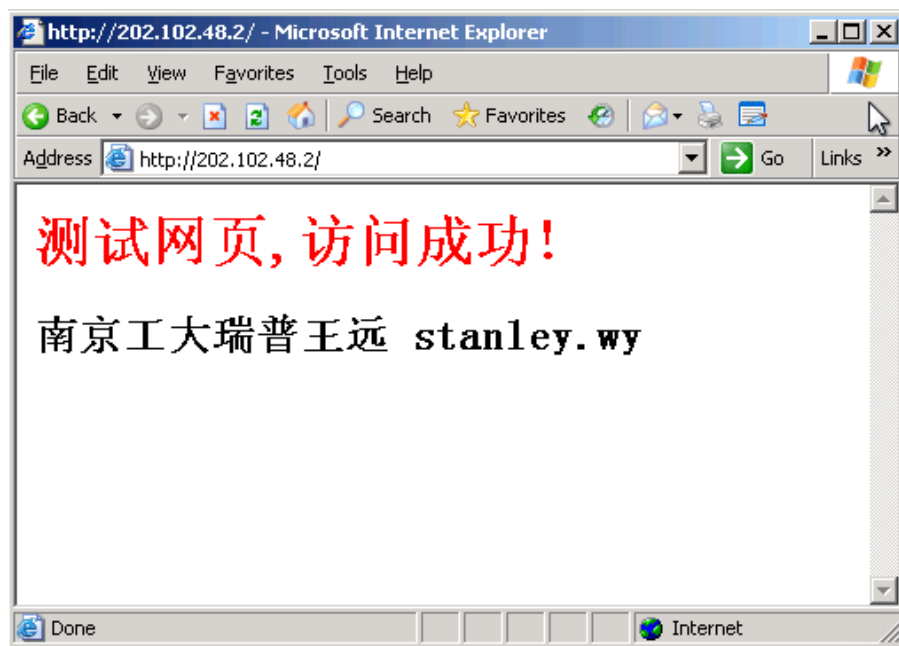 http://202.102.48.2/ - Microsoft Internet Explorer
File Edit View Favorites Tools Help
Back Search Favorites
Address http://202.102.48.2/ Go Links »
测试网页,访问成功!
南京工大瑞普王远 stanley.wy
Done Internet